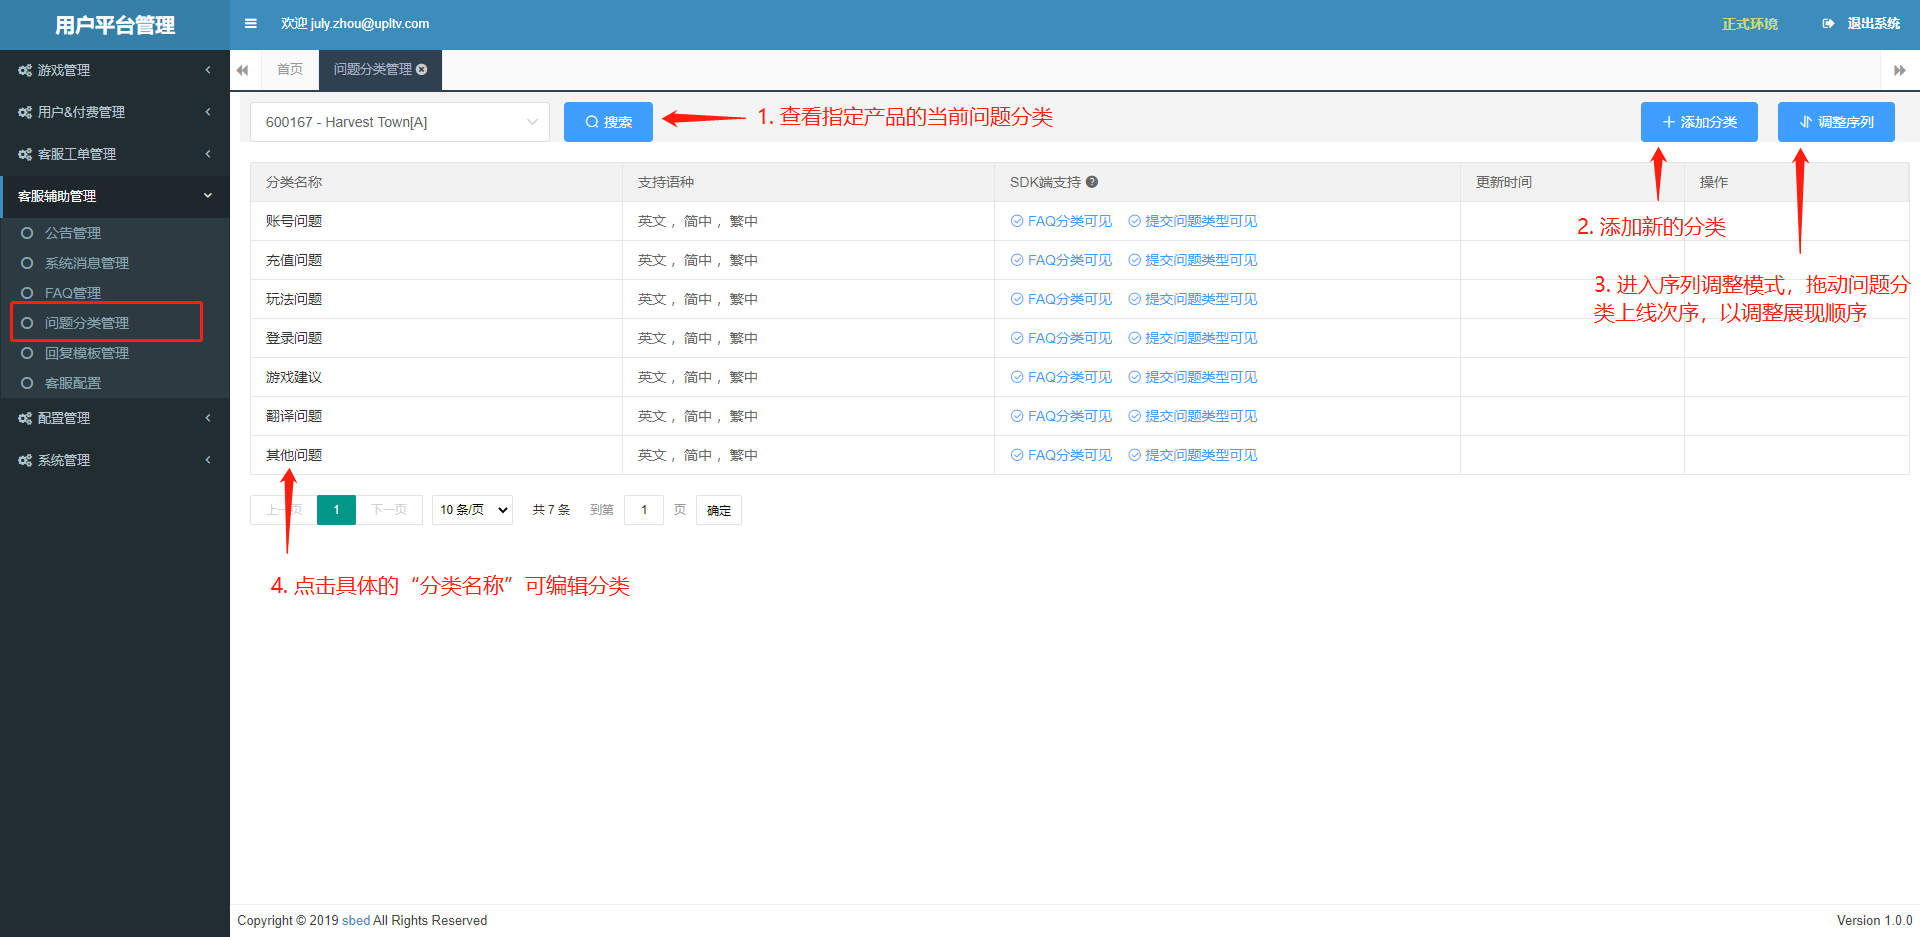 用户平台管理
欢迎 july.zhou@upltv.com
正式环境
退出系统
游戏管理
用户&付费管理
客服工单管理
客服辅助管理
公告管理
系统消息管理
FAQ管理
问题分类管理
回复模板管理
客服配置
配置管理
系统管理
首页
问题分类管理
600167 - Harvest Town[A]
搜索
1. 查看指定产品的当前问题分类
添加分类
调整序列
分类名称 支持语种 SDK端支持 更新时间 操作
账号问题 英文 ,  简中 ,  繁中 FAQ分类可见 提交问题类型可见
充值问题 英文 ,  简中 ,  繁中 FAQ分类可见 提交问题类型可见
玩法问题 英文 ,  简中 ,  繁中 FAQ分类可见 提交问题类型可见
登录问题 英文 ,  简中 ,  繁中 FAQ分类可见 提交问题类型可见
游戏建议 英文 ,  简中 ,  繁中 FAQ分类可见 提交问题类型可见
翻译问题 英文 ,  简中 ,  繁中 FAQ分类可见 提交问题类型可见
其他问题 英文 ,  简中 ,  繁中 FAQ分类可见 提交问题类型可见
2. 添加新的分类
3. 进入序列调整模式，拖动问题分
类上线次序，以调整展现顺序
上一页 1 下一页 10 条/页 共 7 条 到第 1 页 确定
4. 点击具体的“分类名称”可编辑分类
Copyright © 2019 sbed All Rights Reserved
Version 1.0.0